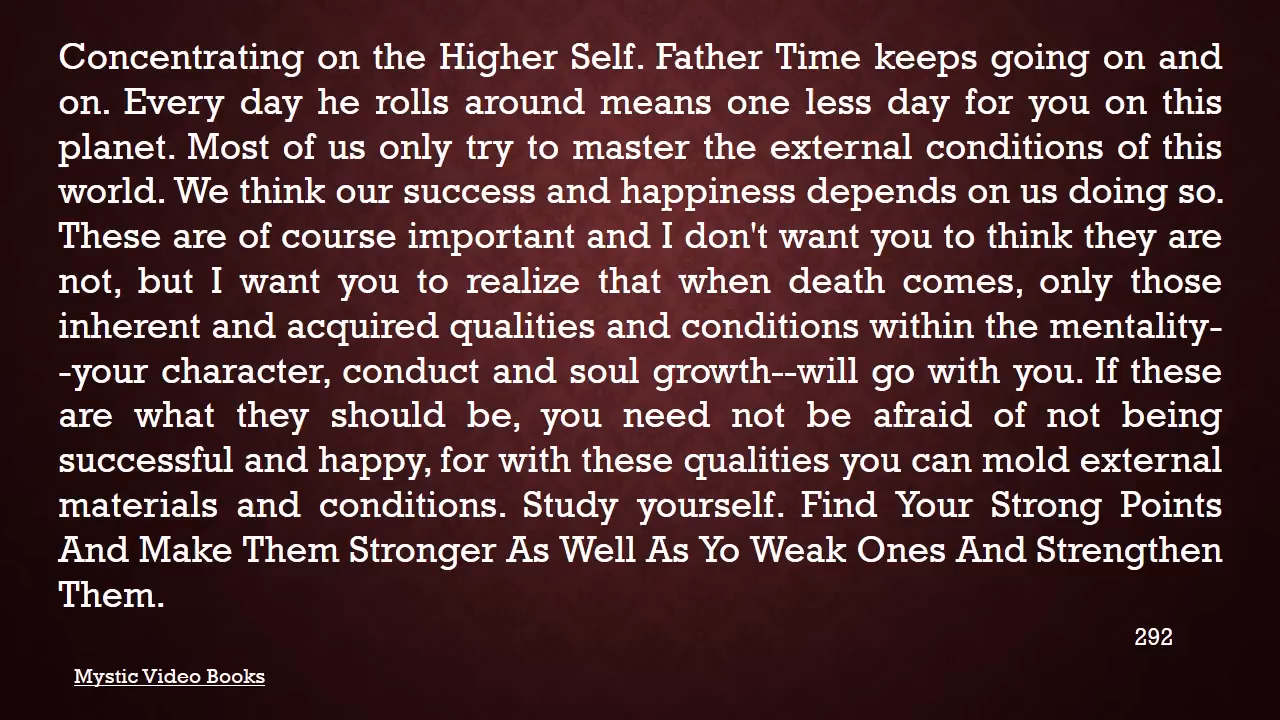 Concentrating on the Higher Self. Father Time keeps going on and
on. Every day he rolls around means one less day for you on this
planet. Most of us only try to master the external conditions of this
world. We think our success and happiness depends on us doing so.
These are of course important and I don't want you to think they are
not, but I want you to realize that when death comes, only those
inherent and acquired qualities and conditions within the mentality-
-your character, conduct and soul growth--will go with you. If these
are what they should be, you need not be afraid of not being
successful and happy, for with these qualities you can mold external
materials and conditions. Study yourself. Find Your Strong Points
And Make Them Stronger As Well As Yo Weak Ones And Strengthen
Them.
292
Mystic Video Books